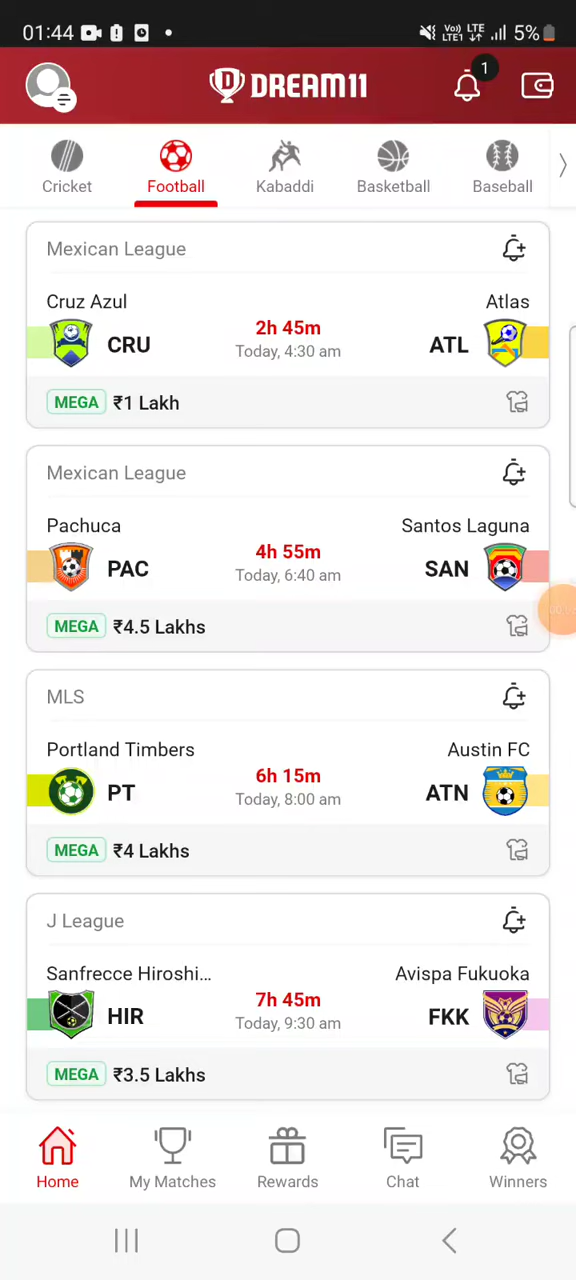 01:44
Vo) LTE
LTE1
5%
1
DREAM11
Cricket
Football
Kabaddi
Basketball
Baseball
Mexican League
Cruz Azul
Atlas
CRU
2h 45m
Today, 4:30 am
ATL
MEGA ₹1 Lakh
Mexican League
Pachuca
Santos Laguna
PAC
4h 55m
Today, 6:40 am
SAN
MEGA ₹4.5 Lakhs
MLS
Portland Timbers
Austin FC
PT
6h 15m
Today, 8:00 am
ATN
MEGA ₹4 Lakhs
J League
Sanfrecce Hiroshi...
Avispa Fukuoka
HIR
7h 45m
Today, 9:30 am
FKK
MEGA ₹3.5 Lakhs
Home
My Matches
Rewards
Chat
Winners